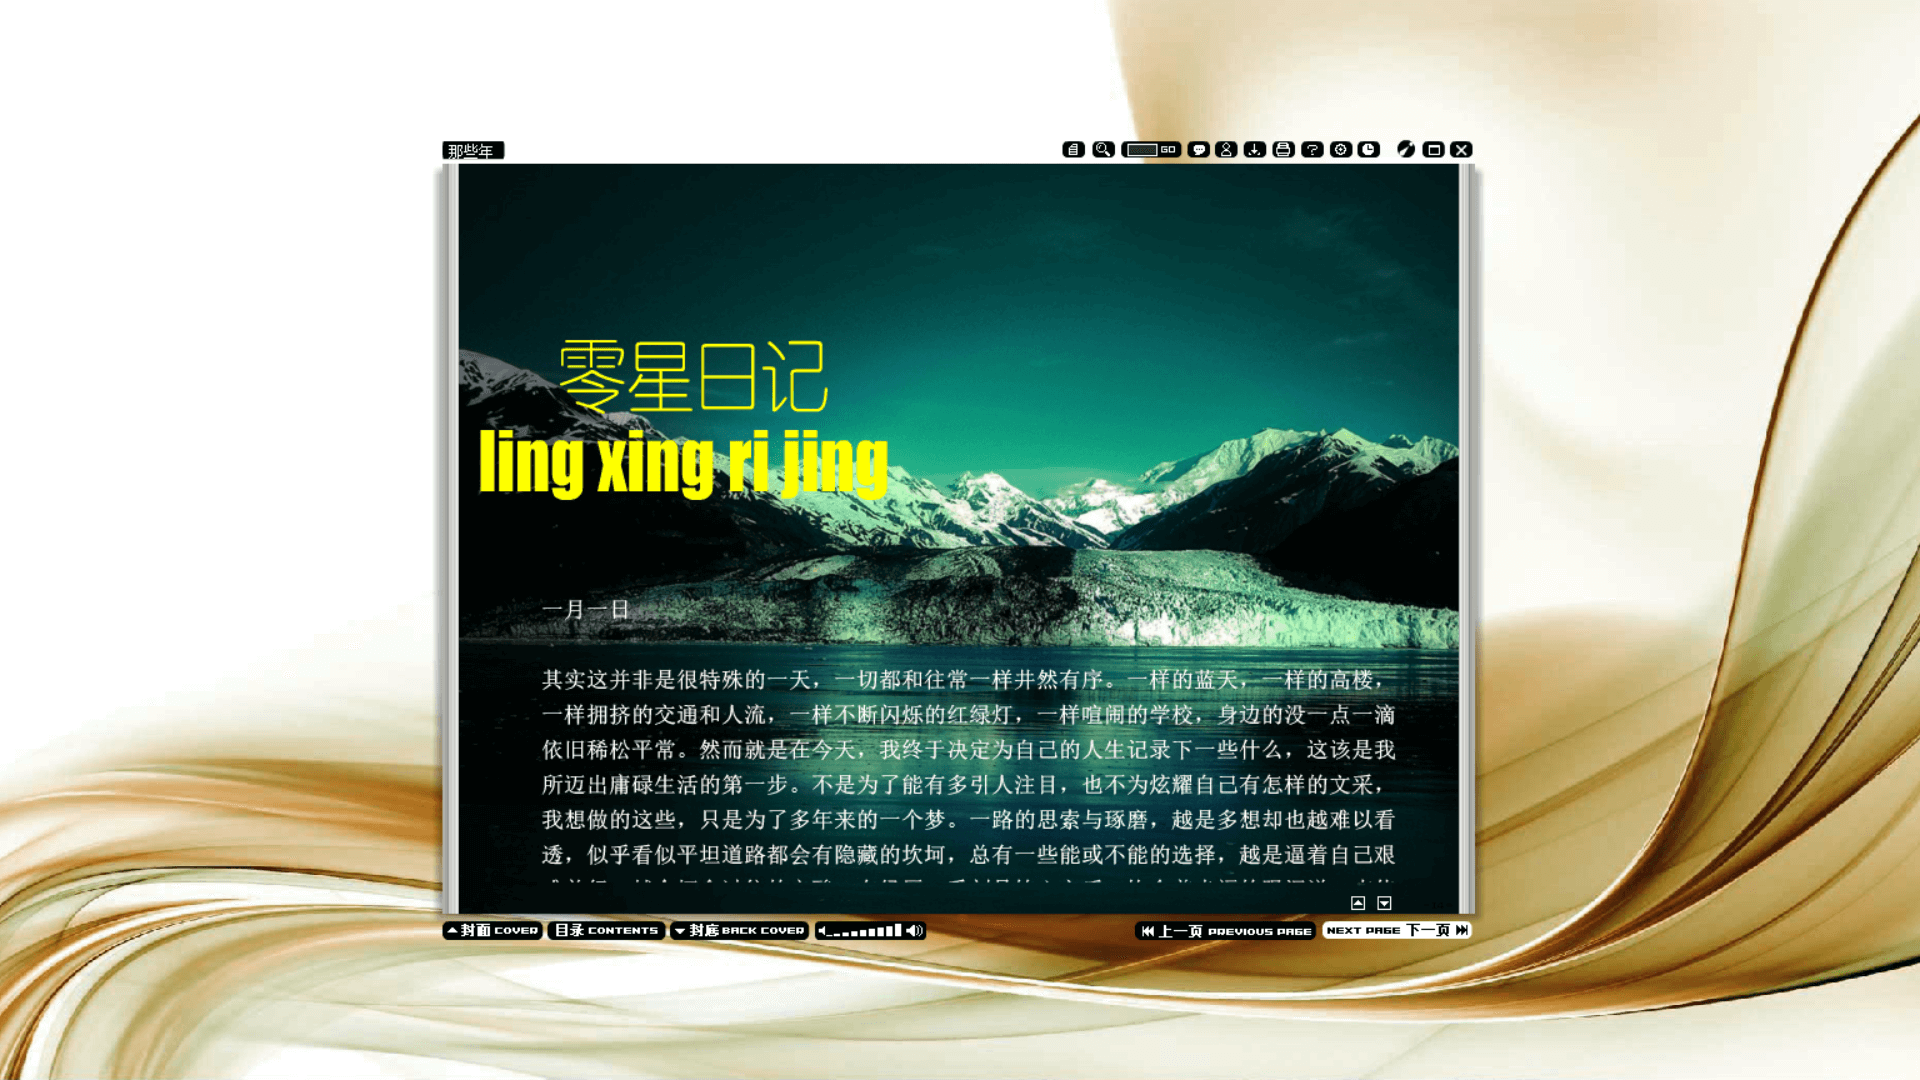 那些年
GO
零星日记
ling xing ri jing
一月一日
其实这并非是很特殊的一天，一切都和往常一样井然有序。一样的蓝天，一样的高楼，
一样拥挤的交通和人流，一样不断闪烁的红绿灯，一样喧闹的学校，身边的没一点一滴
依旧稀松平常。然而就是在今天，我终于决定为自己的人生记录下一些什么，这该是我
所迈出庸碌生活的第一步。不是为了能有多引人注目，也不为炫耀自己有怎样的文采，
我想做的这些，只是为了多年来的一个梦。一路的思索与琢磨，越是多想却也越难以看
透，似乎看似平坦道路都会有隐藏的坎坷，总有一些能或不能的选择，越是逼着自己艰
封面 COVER 目录 CONTENTS 封底 BACK COVER 上一页 PREVIOUS PAGE NEXT PAGE 下一页